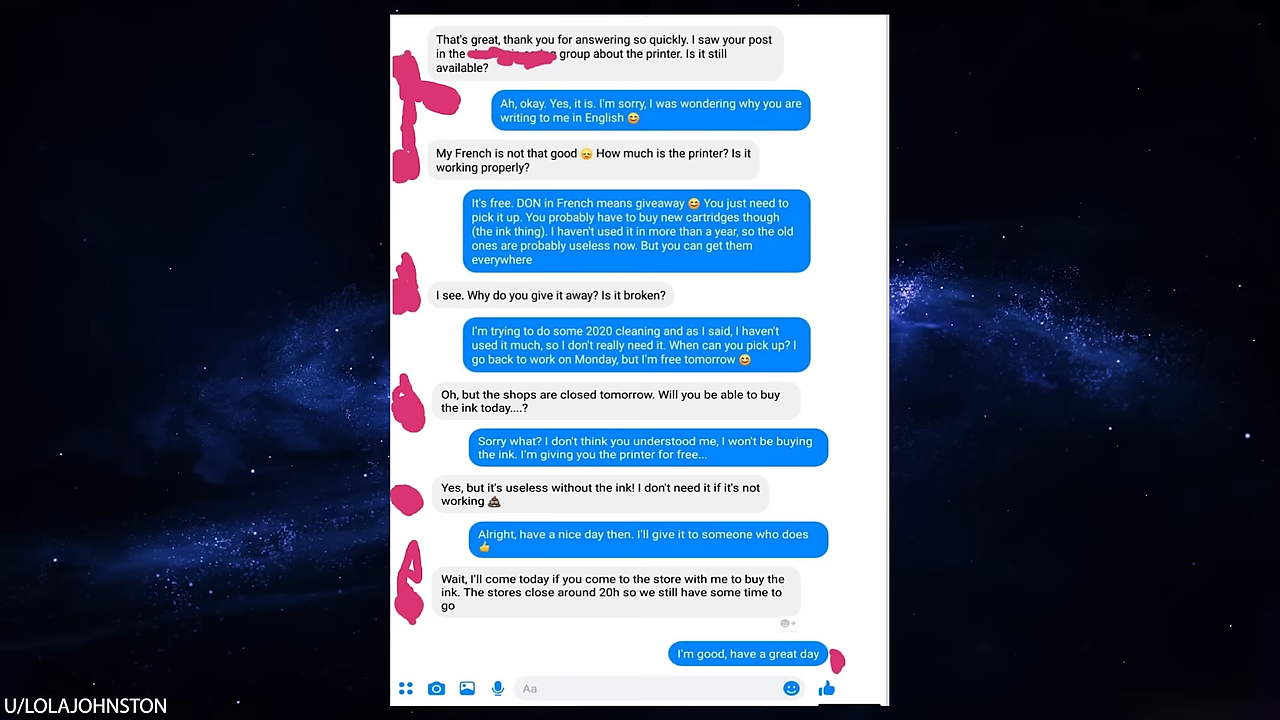 That's great, thank you for answering so quickly. I saw your post
in the group about the printer. Is it still
available?
Ah, okay. Yes, it is. I'm sorry, I was wondering why you are
writing to me in English 😊
My French is not that good 😞 How much is the printer? Is it
working properly?
It's free. DON in French means giveaway 😊 You just need to
pick it up. You probably have to buy new cartridges though
(the ink thing). I haven't used it in more than a year, so the old
ones are probably useless now. But you can get them
everywhere
I see. Why do you give it away? Is it broken?
I'm trying to do some 2020 cleaning and as I said, I haven't
used it much, so I don't really need it. When can you pick up? I
go back to work on Monday, but I'm free tomorrow 😊
Oh, but the shops are closed tomorrow. Will you be able to buy
the ink today....?
Sorry what? I don't think you understood me, I won't be buying
the ink. I'm giving you the printer for free...
Yes, but it's useless without the ink! I don't need it if it's not
working 💩
Alright, have a nice day then. I'll give it to someone who does
👍
Wait, I'll come today if you come to the store with me to buy the
ink. The stores close around 20h so we still have some time to
go
I'm good, have a great day
Aa
U/LOLAJOHNSTON